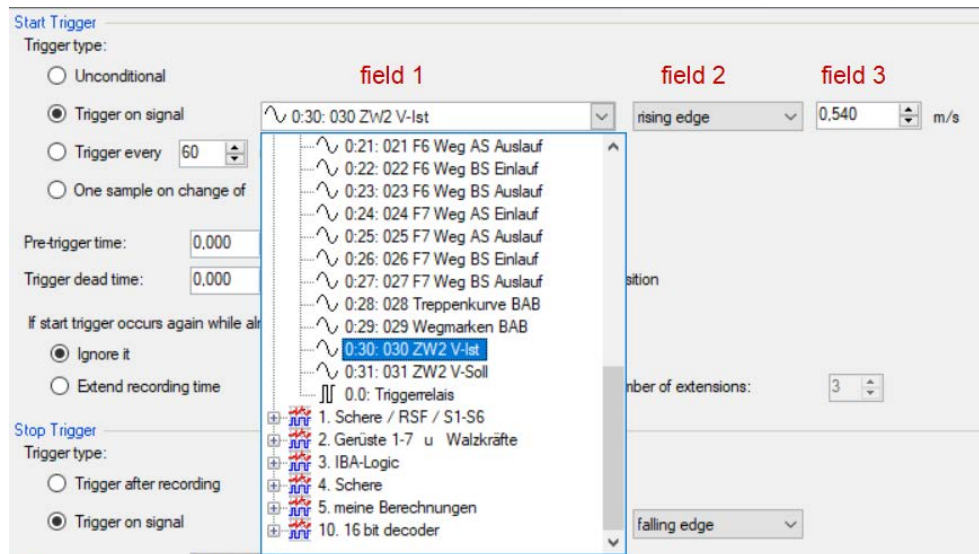 Start Trigger
Trigger type:
field 1 field 2 field 3
Unconditional
Trigger on signal 0:30: 030 ZW2 V-Ist rising edge 0,540 m/s
0:21: 021 F6 Weg AS Auslauf
Trigger every 60 0:22: 022 F6 Weg BS Einlauf
0:23: 023 F6 Weg BS Auslauf
One sample on change of 0:24: 024 F7 Weg AS Einlauf
0:25: 025 F7 Weg AS Auslauf
Pre-trigger time: 0,000 0:26: 026 F7 Weg BS Einlauf
Trigger dead time: 0,000 0:27: 027 F7 Weg BS Auslauf sition
0:28: 028 Treppenkurve BAB
If start trigger occurs again while alr 0:29: 029 Wegmarken BAB
Ignore it 0:30: 030 ZW2 V-Ist
0:31: 031 ZW2 V-Soll
Extend recording time 0.0: Triggerrelais mber of extensions: 3
1. Schere / RSF / S1-S6
Stop Trigger
2. Gerüste 1-7 u Walzkräfte
Trigger type:
3. IBA-Logic
Trigger after recording 4. Schere
5. meine Berechnungen
Trigger on signal 10. 16 bit decoder falling edge